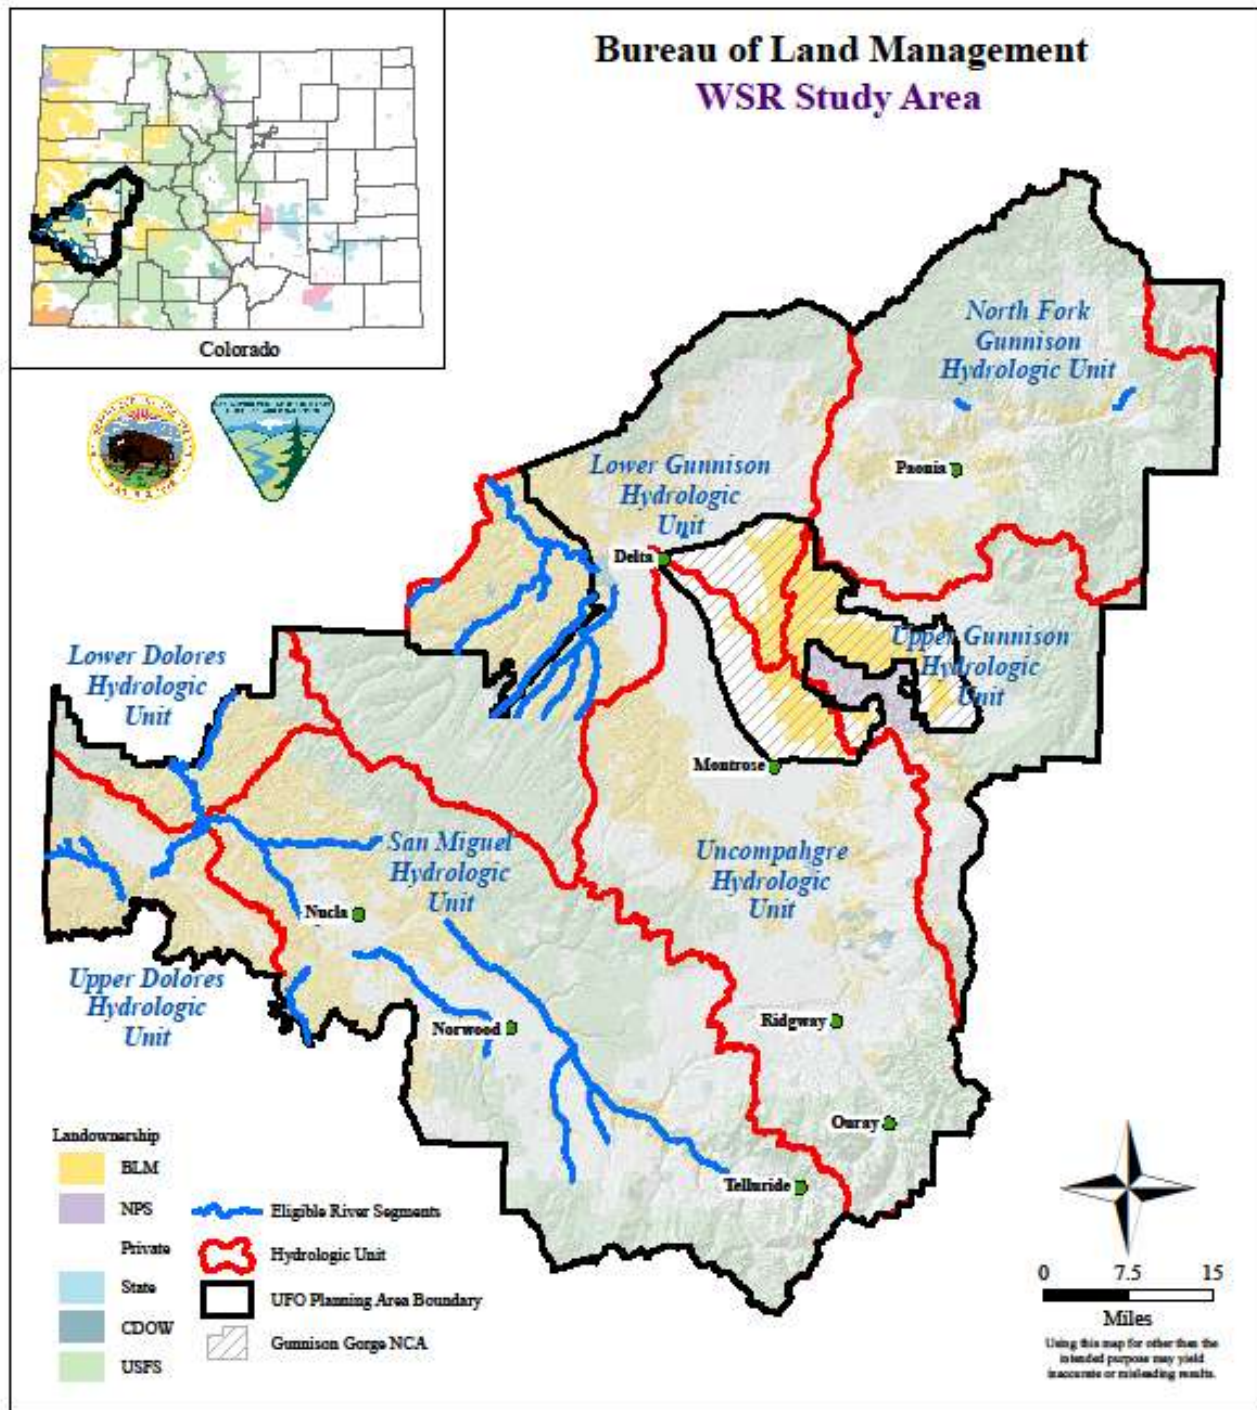 Bureau of Land Management
WSR Study Area
Colorado
North Fork
Gunnison
Hydrologic Unit
Paonia
Lower Gunnison
Hydrologic
Unit
Delta
Upper Gunnison
Hydrologic
Unit
Lower Dolores
Hydrologic
Unit
Montrose
San Miguel
Hydrologic
Unit
Uncompahgre
Hydrologic
Unit
Nucla
Upper Dolores
Hydrologic
Unit
Norwood
Ridgway
Ouray
Telluride
Landownership
BLM
NPS
Private
State
CDOW
USFS
Eligible River Segments
Hydrologic Unit
UFO Planning Area Boundary
Gunnison Gorge NCA
0 7.5 15
Miles
Using this map for other than the
intended purpose may yield
inaccurate or misleading results.